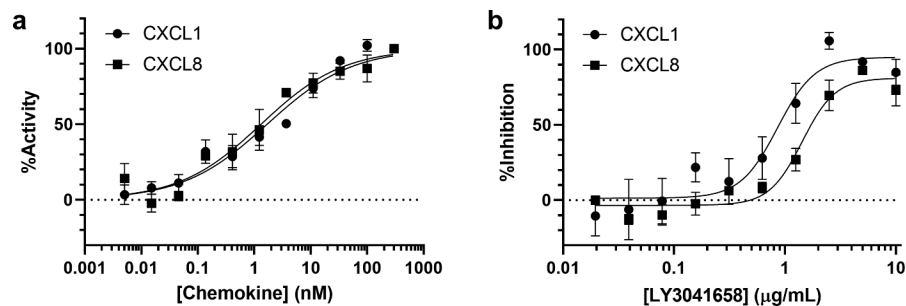 a
CXCL1
CXCL8
%Activity
100
50
0
0.001 0.01 0.1 1 10 100 1000
[Chemokine] (nM)
b
CXCL1
CXCL8
%Inhibition
100
50
0
0.01 0.1 1 10
[LY3041658] (μg/mL)